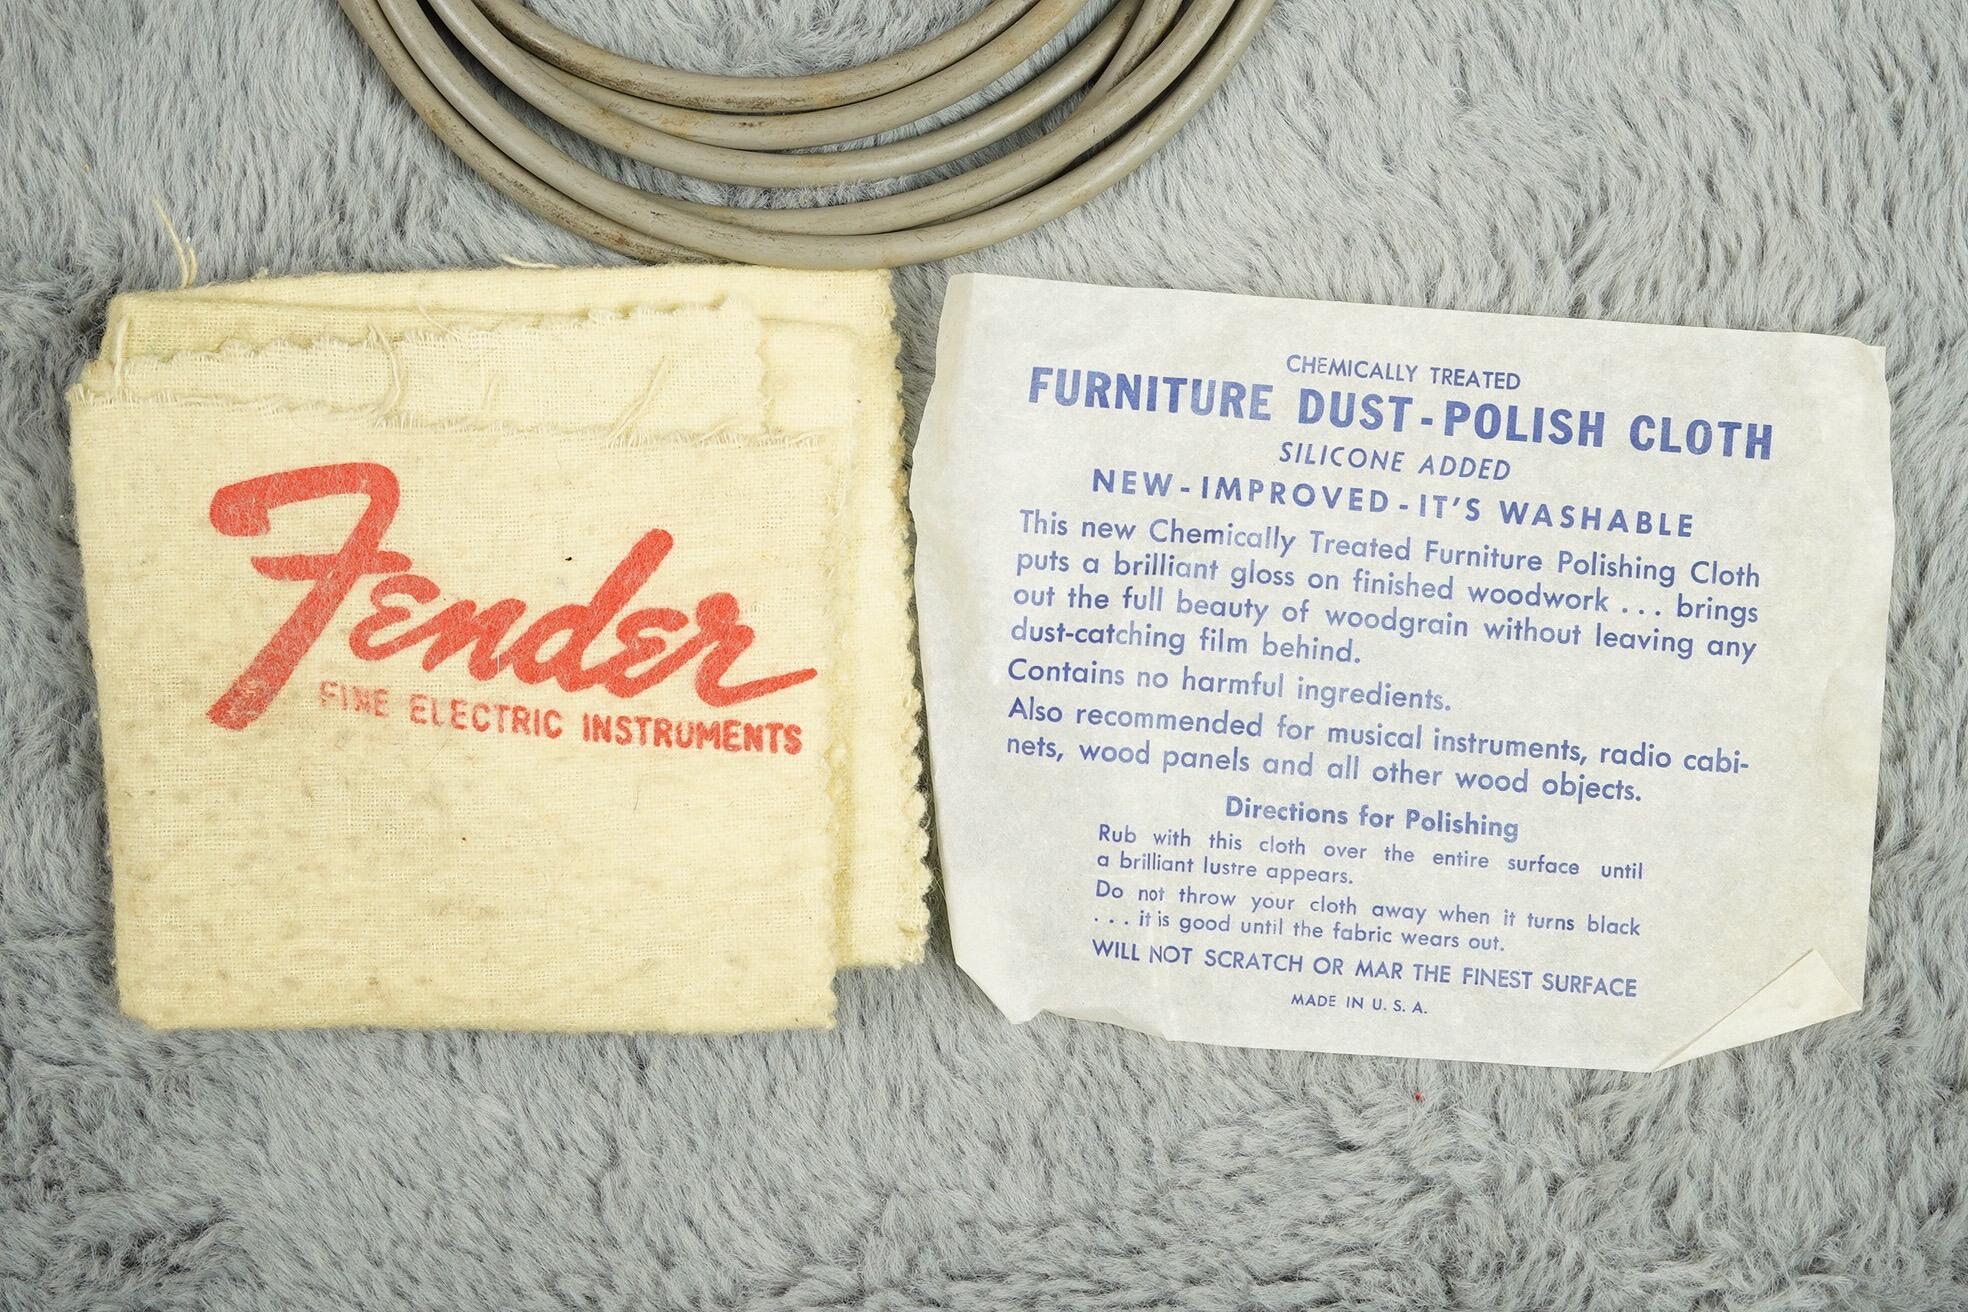 Fender
FINE ELECTRIC INSTRUMENTS
CHEMICALLY TREATED
FURNITURE DUST-POLISH CLOTH
SILICONE ADDED
NEW-IMPROVED-IT'S WASHABLE
This new Chemically Treated Furniture Polishing Cloth
puts a brilliant gloss on finished woodwork ... brings
out the full beauty of woodgrain without leaving any
dust-catching film behind.
Contains no harmful ingredients.
Also recommended for musical instruments, radio cabi-
nets, wood panels and all other wood objects.
Directions for Polishing
Rub with this cloth over the entire surface until
a brilliant lustre appears.
Do not throw your cloth away when it turns black
... it is good until the fabric wears out.
WILL NOT SCRATCH OR MAR THE FINEST SURFACE
MADE IN U. S. A.